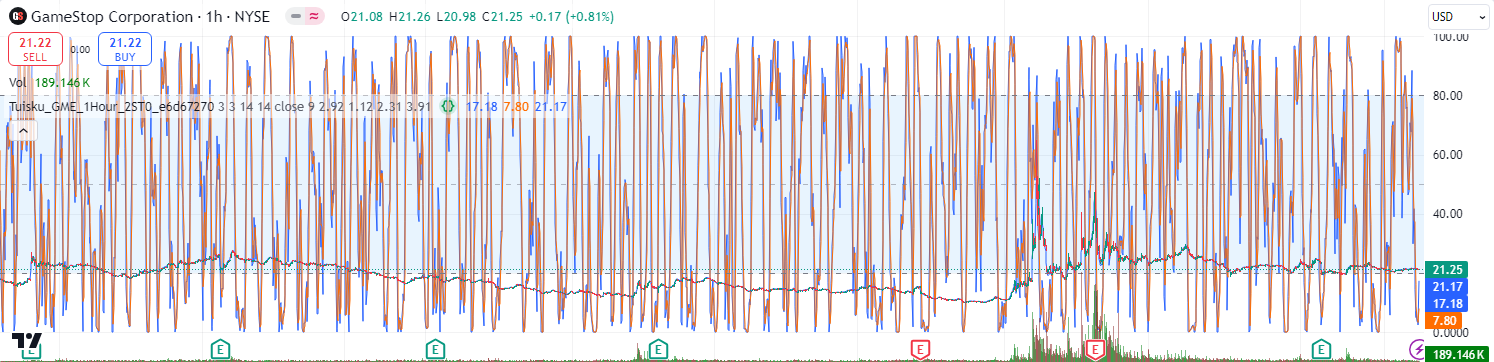 GameStop Corporation · 1h · NYSE O21.08 H21.26 L20.98 C21.25 +0.17 (+0.81%)
USD
21.22 SELL
0.00
21.22 BUY
Vol 189.146 K
Tuisku_GME_1Hour_2ST0_e6d67270 3 3 14 14 close 9 2.92 1.12 2.31 3.91 17.18 7.80 21.17
100.00
80.00
60.00
40.00
21.25
21.17
17.18
7.80
0.0000
189.146 K
E E E E E E E